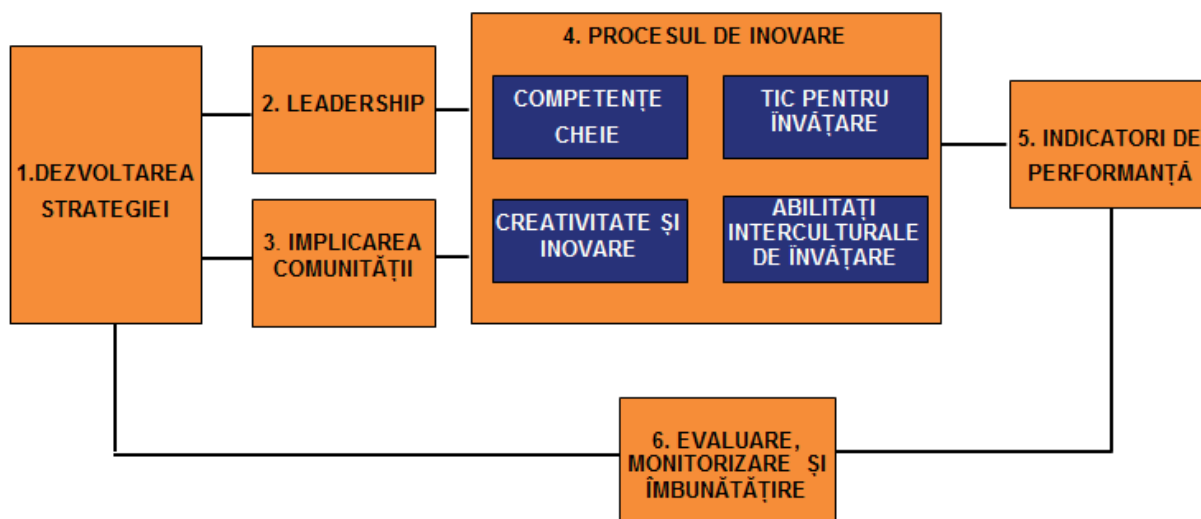 1.DEZVOLTAREA
STRATEGIEI
2. LEADERSHIP
3. IMPLICAREA
COMUNITĂȚII
4. PROCESUL DE INOVARE
COMPETENȚE
CHEIE
TIC PENTRU
ÎNVĂȚARE
CREATIVITATE ȘI
INOVARE
ABILITAȚI
INTERCULTURALE
DE ÎNVĂȚARE
5. INDICATORI DE
PERFORMANȚĂ
6. EVALUARE,
MONITORIZARE ȘI
ÎMBUNĂTĂȚIRE